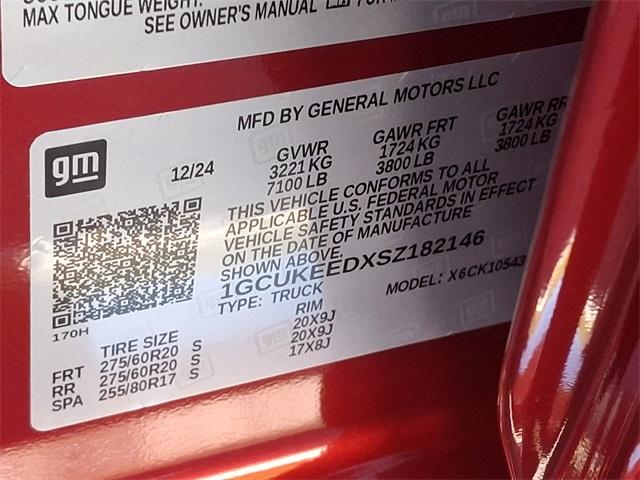 MAX TONGUE WEIGHT:
SEE OWNER'S MANUAL
MFD BY GENERAL MOTORS LLC
gm
12/24
GVWR GAWR FRT GAWR RR
3221 KG 1724 KG 1724 KG
7100 LB 3800 LB 3800 LB
THIS VEHICLE CONFORMS TO ALL
APPLICABLE U.S. FEDERAL MOTOR
VEHICLE SAFETY STANDARDS IN EFFECT
ON THE DATE OF MANUFACTURE
SHOWN ABOVE.
1GCUKEEDXSZ182146
TYPE: TRUCK MODEL: X6CK10543
170H
TIRE SIZE RIM
FRT 275/60R20 S 20X9J
RR 275/60R20 S 20X9J
SPA 255/80R17 S 17X8J